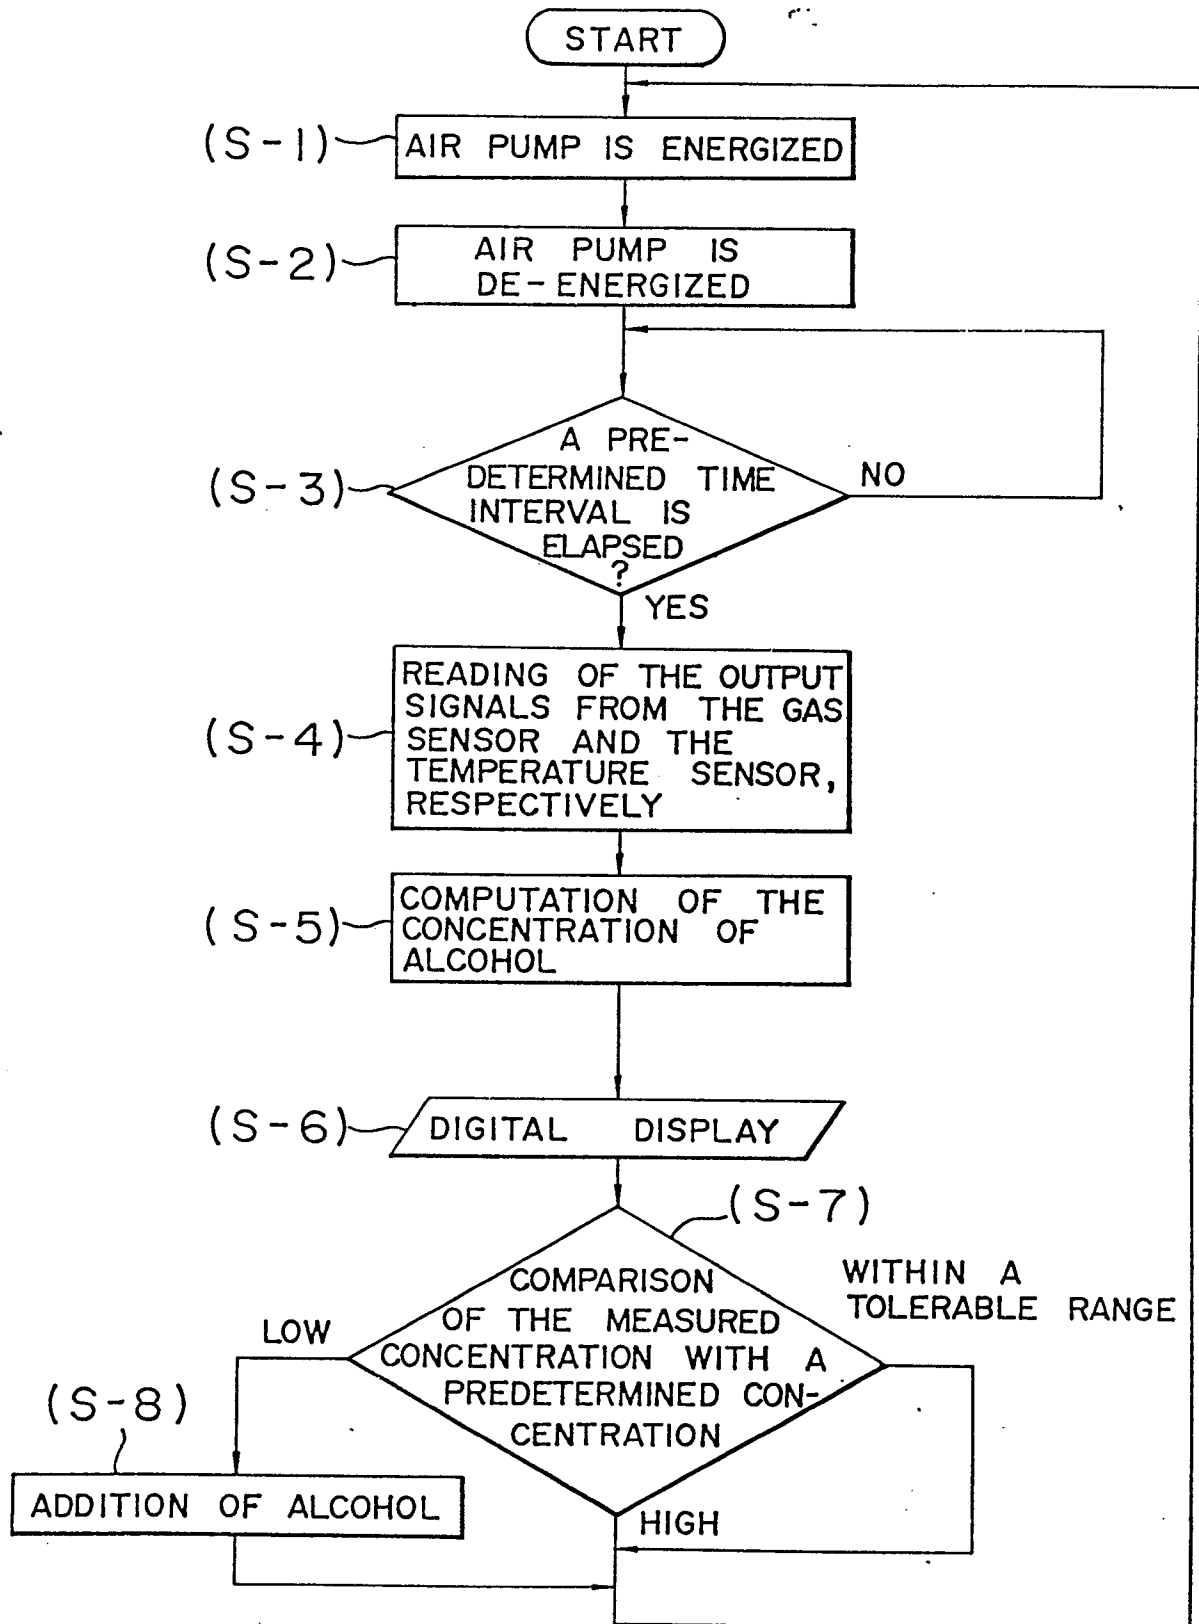 START
(S-1)
AIR PUMP IS ENERGIZED
(S-2)
AIR PUMP IS
DE-ENERGIZED
(S-3)
A PRE-
DETERMINED TIME
INTERVAL IS
ELAPSED
?
NO
YES
(S-4)
READING OF THE OUTPUT
SIGNALS FROM THE GAS
SENSOR AND THE
TEMPERATURE SENSOR,
RESPECTIVELY
(S-5)
COMPUTATION OF THE
CONCENTRATION OF
ALCOHOL
(S-6)
DIGITAL DISPLAY
(S-7)
COMPARISON
OF THE MEASURED
CONCENTRATION WITH A
PREDETERMINED CON-
CENTRATION
WITHIN A
TOLERABLE RANGE
LOW
(S-8)
ADDITION OF ALCOHOL
HIGH